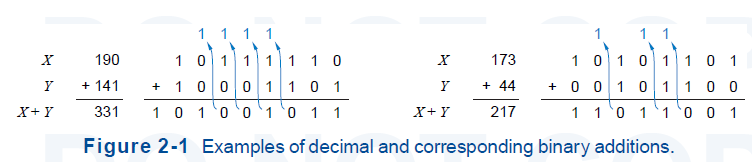 1 1 1 1 1 1 1
X 190 1 0 1 1 1 1 1 0 X 173 1 0 1 0 1 1 0 1
Y + 141 + 1 0 0 0 1 1 0 1 Y + 44 + 0 0 1 0 1 1 0 0
X + Y 331 1 0 1 0 0 1 0 1 1 X + Y 217 1 1 0 1 1 0 0 1
Figure 2-1 Examples of decimal and corresponding binary additions.